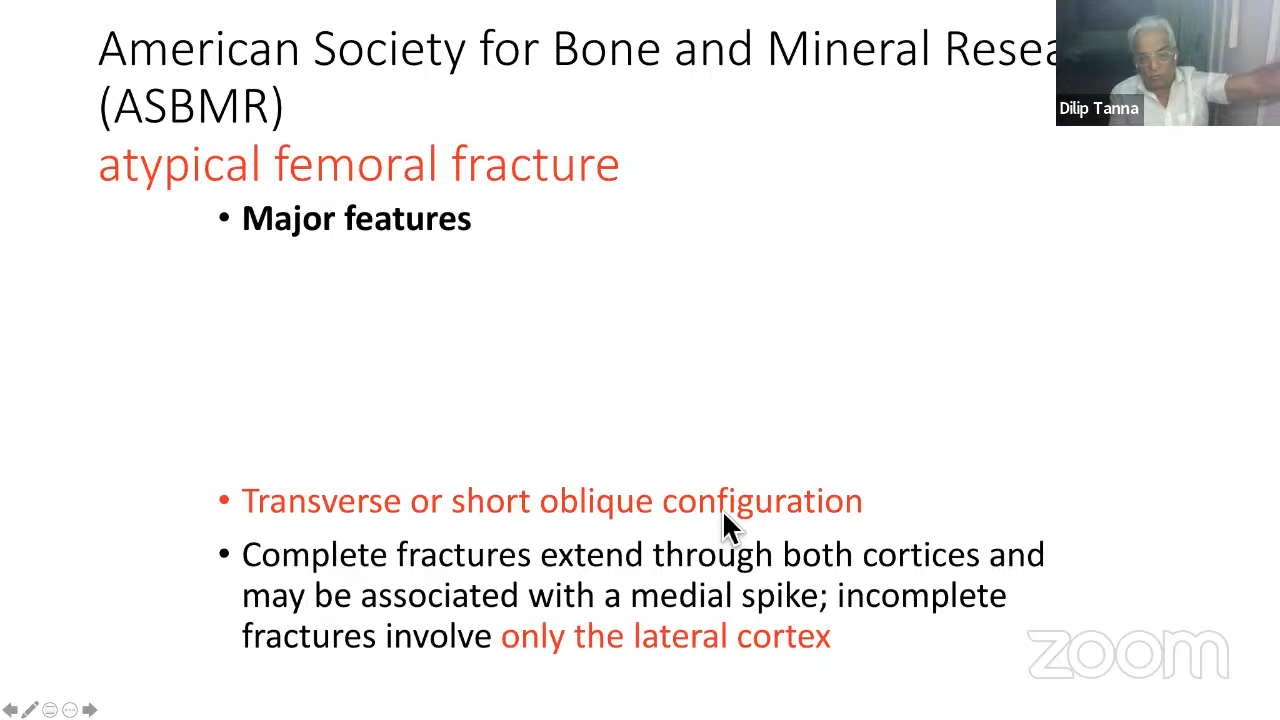 American Society for Bone and Mineral Resea
(ASBMR)
atypical femoral fracture
Dilip Tanna
• Major features
• Transverse or short oblique configuration
• Complete fractures extend through both cortices and
may be associated with a medial spike; incomplete
fractures involve only the lateral cortex
zoom